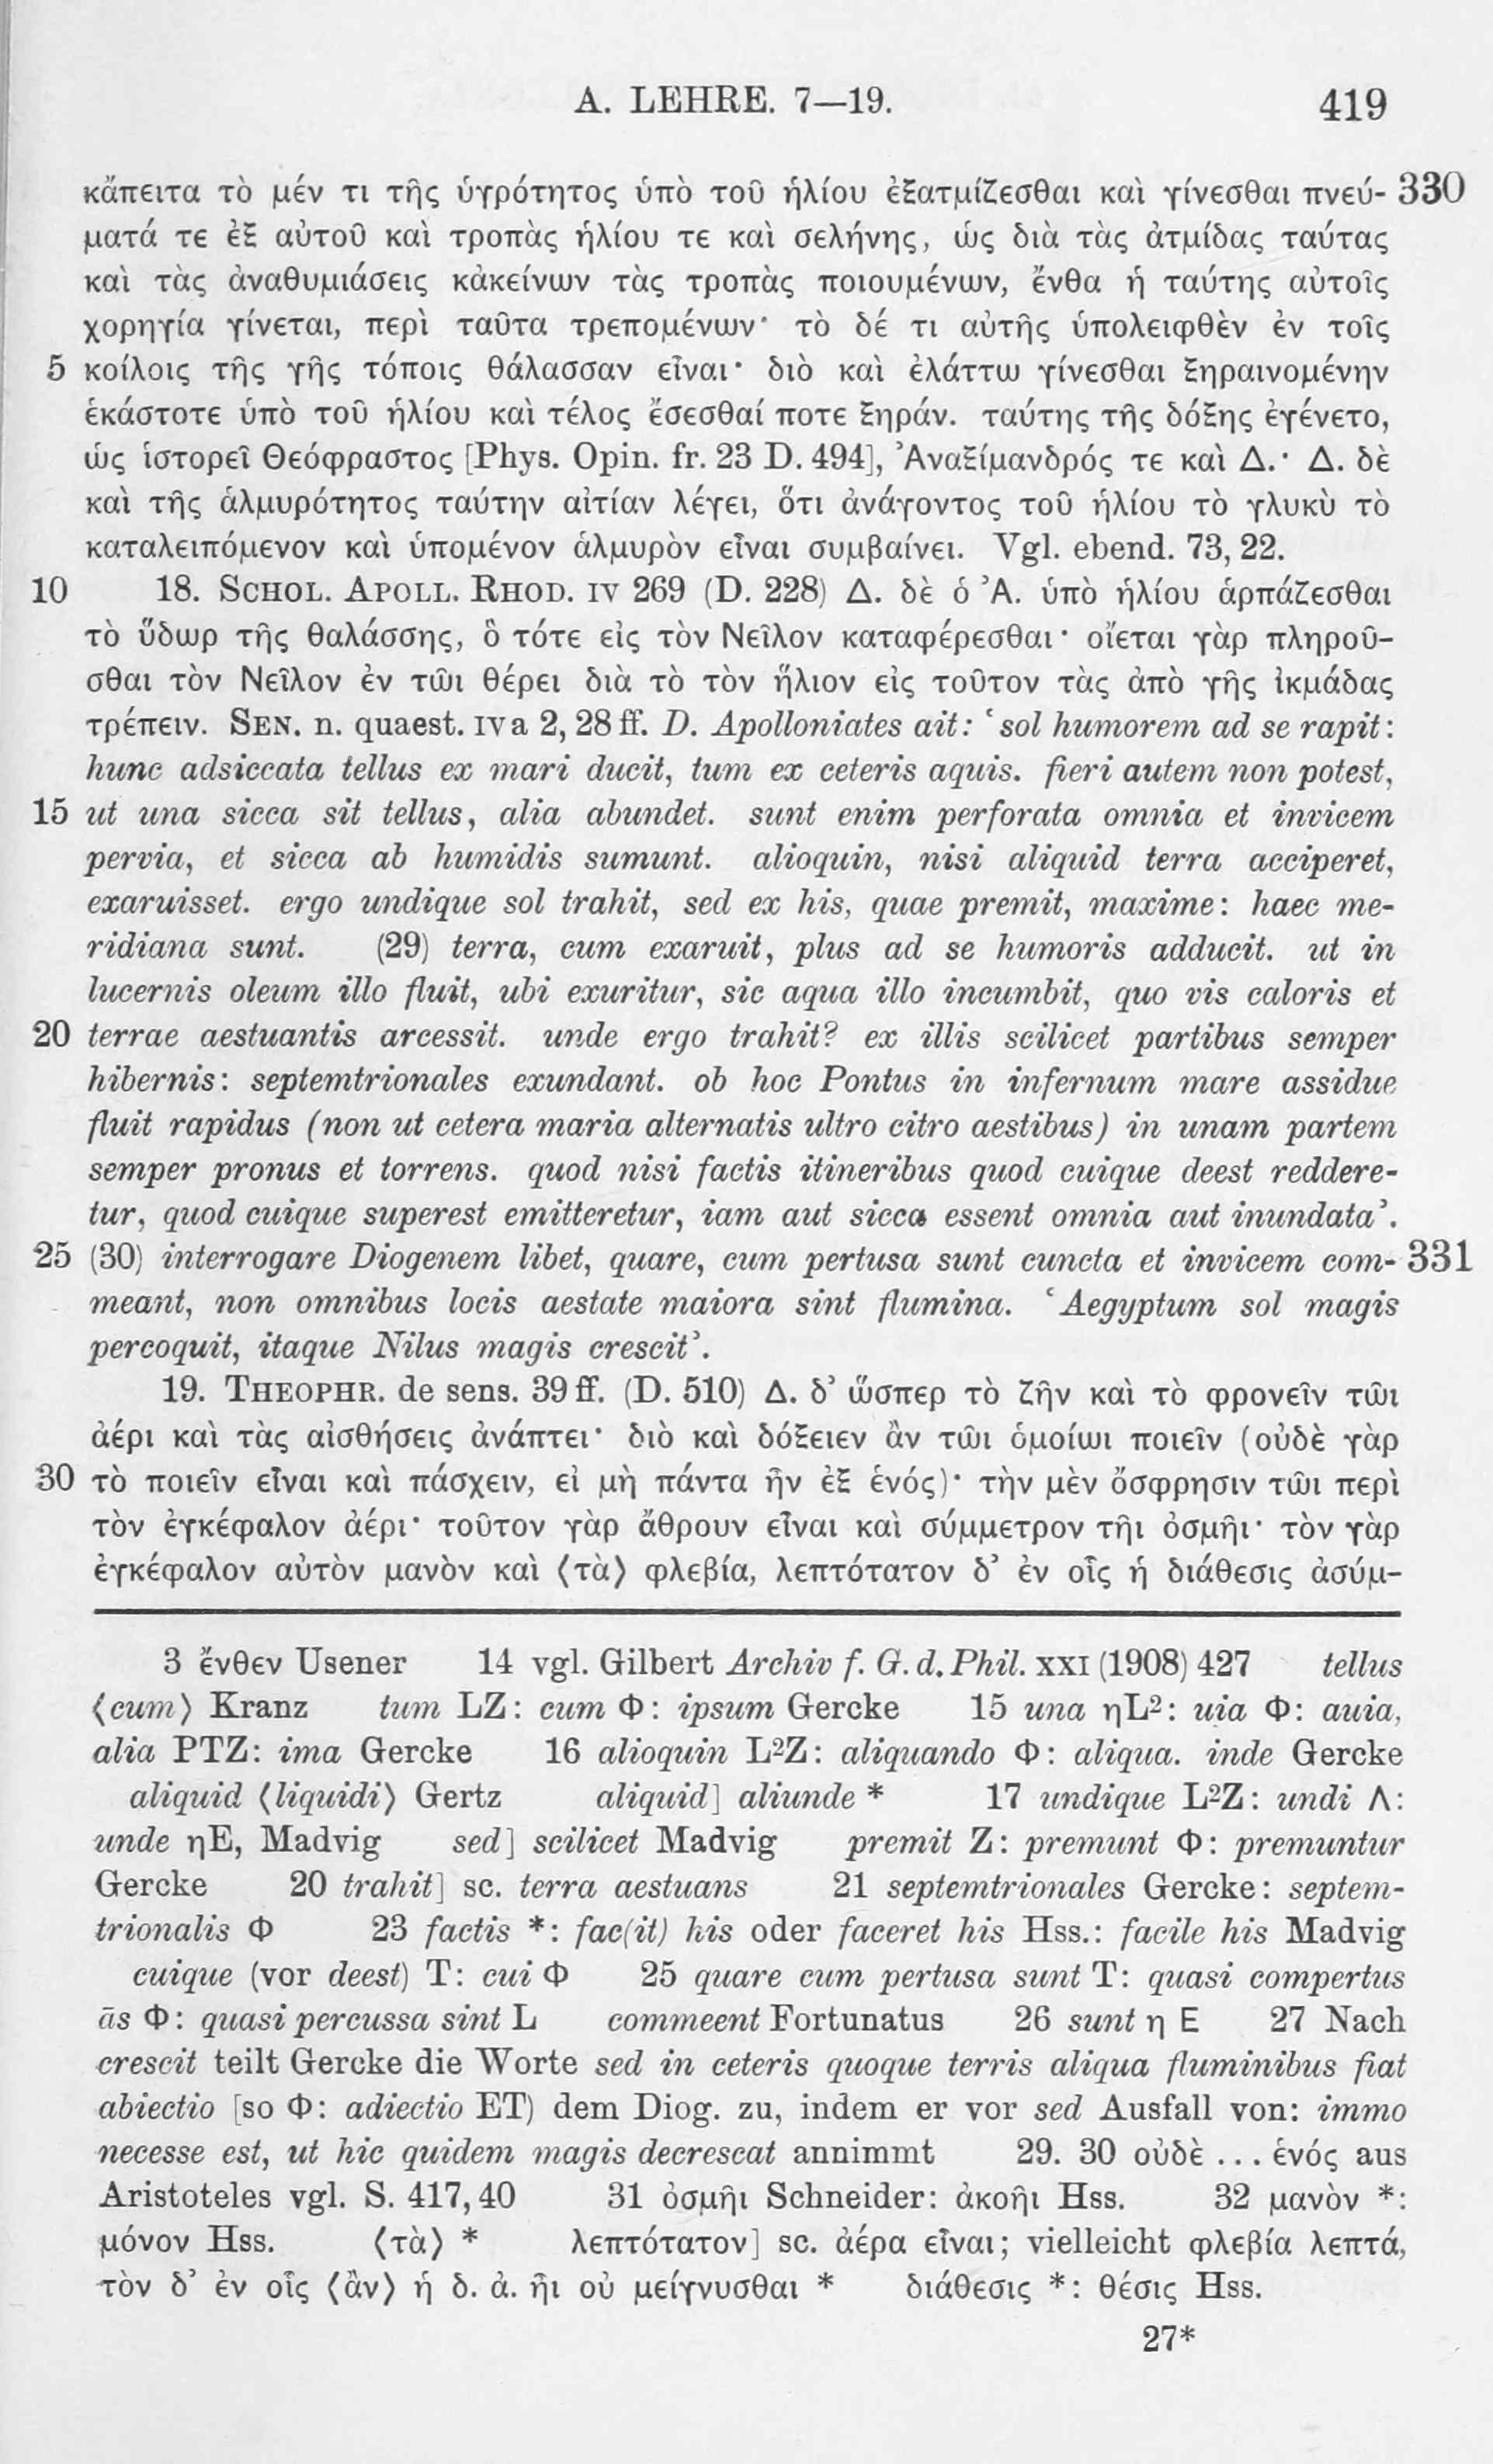 A. LEHRE. 7—19. 419
κἄπειτα τὸ μέν τι τῆς ὑγρότητος ὑπὸ τοῦ ἡλίου ἐξατμίζεσθαι καὶ γίνεσθαι πνεύ- 330
ματά τε ἐξ αὐτοῦ καὶ τροπὰς ἡλίου τε καὶ σελήνης, ὡς διὰ τὰς ἀτμίδας ταύτας
καὶ τὰς ἀναθυμιάσεις κἀκείνων τὰς τροπὰς ποιουμένων, ἔνθα ἡ ταύτης αὐτοῖς
χορηγία γίνεται, περὶ ταῦτα τρεπομένων· τὸ δέ τι αὐτῆς ὑπολειφθὲν ἐν τοῖς
5 κοίλοις τῆς γῆς τόποις θάλασσαν εἶναι· διὸ καὶ ἐλάττω γίνεσθαι ξηραινομένην
ἑκάστοτε ὑπὸ τοῦ ἡλίου καὶ τέλος ἔσεσθαί ποτε ξηράν. ταύτης τῆς δόξης ἐγένετο,
ὡς ἱστορεῖ Θεόφραστος [Phys. Opin. fr. 23 D. 494], Ἀναξίμανδρός τε καὶ Δ.· Δ. δὲ
καὶ τῆς ἁλμυρότητος ταύτην αἰτίαν λέγει, ὅτι ἀνάγοντος τοῦ ἡλίου τὸ γλυκὺ τὸ
καταλειπόμενον καὶ ὑπομένον ἁλμυρὸν εἶναι συμβαίνει. Vgl. ebend. 73, 22.
10 18. SCHOL. APOLL. RHOD. IV 269 (D. 228) Δ. δὲ ὁ Ἀ. ὑπὸ ἡλίου ἁρπάζεσθαι
τὸ ὕδωρ τῆς θαλάσσης, ὃ τότε εἰς τὸν Νεῖλον καταφέρεσθαι· οἴεται γὰρ πληροῦ-
σθαι τὸν Νεῖλον ἐν τῶι θέρει διὰ τὸ τὸν ἥλιον εἰς τοῦτον τὰς ἀπὸ γῆς ἰκμάδας
τρέπειν. SEN. n. quaest. IVa 2, 28 ff. D. Apolloniates ait: ‘sol humorem ad se rapit:
hunc adsiccata tellus ex mari ducit, tum ex ceteris aquis. fieri autem non potest,
15 ut una sicca sit tellus, alia abundet. sunt enim perforata omnia et invicem
pervia, et sicca ab humidis sumunt. alioquin, nisi aliquid terra acciperet,
exaruisset. ergo undique sol trahit, sed ex his, quae premit, maxime: haec me-
ridiana sunt. (29) terra, cum exaruit, plus ad se humoris adducit. ut in
lucernis oleum illo fluit, ubi exuritur, sic aqua illo incumbit, quo vis caloris et
20 terrae aestuantis arcessit. unde ergo trahit? ex illis scilicet partibus semper
hibernis: septemtrionales exundant. ob hoc Pontus in infernum mare assidue
fluit rapidus (non ut cetera maria alternatis ultro citro aestibus) in unam partem
semper pronus et torrens. quod nisi factis itineribus quod cuique deest reddere-
tur, quod cuique superest emitteretur, iam aut sicca essent omnia aut inundata’.
25 (30) interrogare Diogenem libet, quare, cum pertusa sunt cuncta et invicem com- 331
meant, non omnibus locis aestate maiora sint flumina. ‘Aegyptum sol magis
percoquit, itaque Nilus magis crescit’.
19. THEOPHR. de sens. 39 ff. (D. 510) Δ. δ’ ὥσπερ τὸ ζῆν καὶ τὸ φρονεῖν τῶι
ἀέρι καὶ τὰς αἰσθήσεις ἀνάπτει· διὸ καὶ δόξειεν ἂν τῶι ὁμοίωι ποιεῖν (οὐδὲ γὰρ
30 τὸ ποιεῖν εἶναι καὶ πάσχειν, εἰ μὴ πάντα ἦν ἐξ ἑνός)· τὴν μὲν ὄσφρησιν τῶι περὶ
τὸν ἐγκέφαλον ἀέρι· τοῦτον γὰρ ἄθρουν εἶναι καὶ σύμμετρον τῆι ὀσμῆι· τὸν γὰρ
ἐγκέφαλον αὐτὸν μανὸν καὶ ⟨τὰ⟩ φλεβία, λεπτότατον δ’ ἐν οἷς ἡ διάθεσις ἀσύμ-
3 ἔνθεν Usener 14 vgl. Gilbert Archiv f. G. d. Phil. XXI (1908) 427 tellus
⟨cum⟩ Kranz tum LZ: cum Φ: ipsum Gercke 15 una ηL²: uia Φ: auia,
alia PTZ: ima Gercke 16 alioquin L²Z: aliquando Φ: aliqua. inde Gercke
aliquid ⟨liquidi⟩ Gertz aliquid] aliunde * 17 undique L²Z: undi Λ:
unde ηE, Madvig sed] scilicet Madvig premit Z: premunt Φ: premuntur
Gercke 20 trahit] sc. terra aestuans 21 septemtrionales Gercke: septem-
trionalis Φ 23 factis *: fac(it) his oder faceret his Hss.: facile his Madvig
cuique (vor deest) T: cui Φ 25 quare cum pertusa sunt T: quasi compertus
ās Φ: quasi percussa sint L commeent Fortunatus 26 sunt η E 27 Nach
crescit teilt Gercke die Worte sed in ceteris quoque terris aliqua fluminibus fiat
abiectio [so Φ: adiectio ET) dem Diog. zu, indem er vor sed Ausfall von: immo
necesse est, ut hic quidem magis decrescat annimmt 29. 30 οὐδὲ ... ἑνός aus
Aristoteles vgl. S. 417, 40 31 ὀσμῆι Schneider: ἀκοῆι Hss. 32 μανὸν *:
μόνον Hss. ⟨τὰ⟩ * λεπτότατον] sc. ἀέρα εἶναι; vielleicht φλεβία λεπτά,
τὸν δ’ ἐν οἷς ⟨ἂν⟩ ἡ δ. ἀ. ἦι οὐ μείγνυσθαι * διάθεσις *: θέσις Hss.
27*